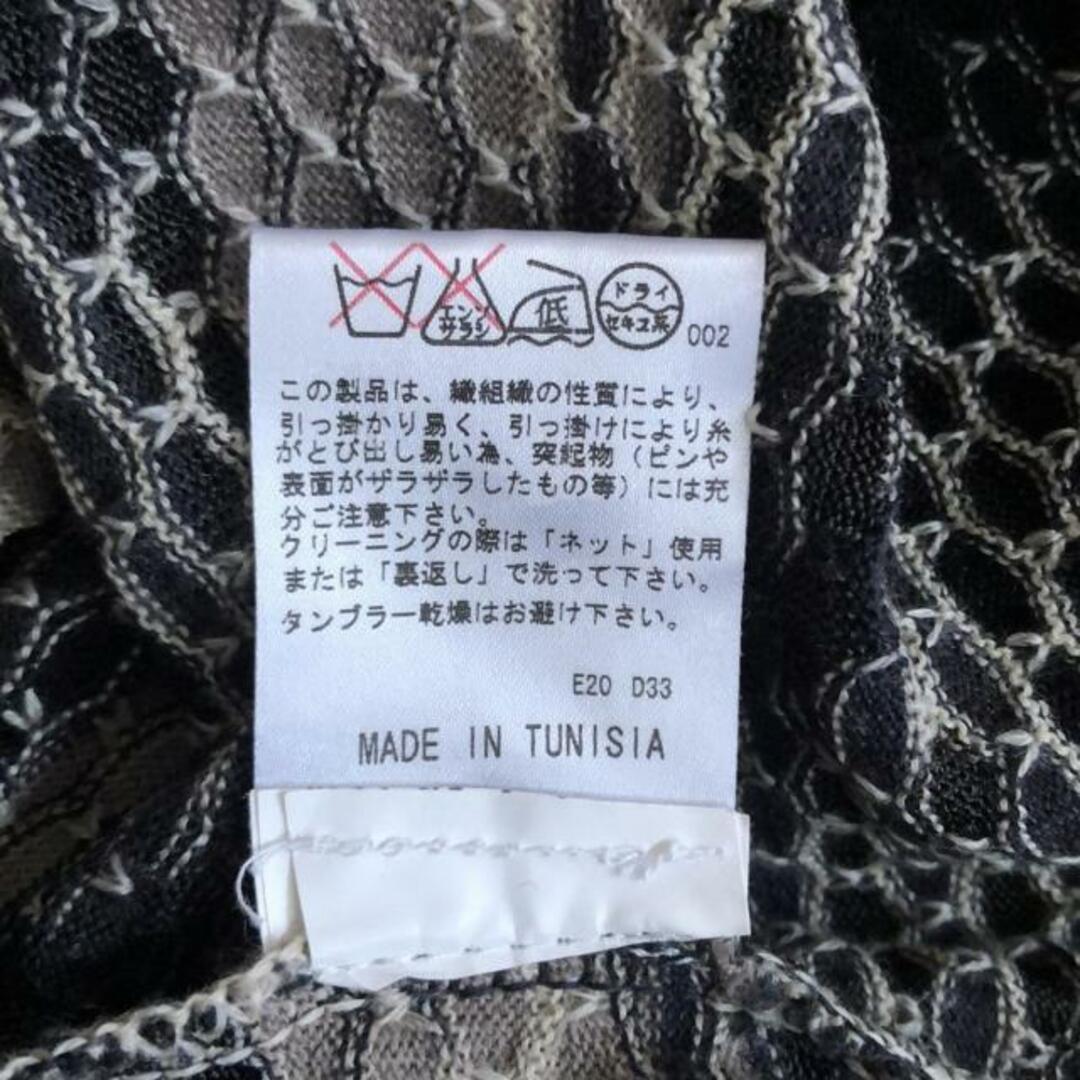 エンソ
サラシ
低
ドライ
セキユ系
002
この製品は、繊組織の性質により、
引っ掛かり易く、引っ掛けにより糸
がとび出し易い為、突起物（ピンや
表面がザラザラしたもの等）には充
分ご注意下さい。
クリーニングの際は「ネット」使用
または「裏返し」で洗って下さい。
タンブラー乾燥はお避け下さい。
E20 D33
MADE IN TUNISIA